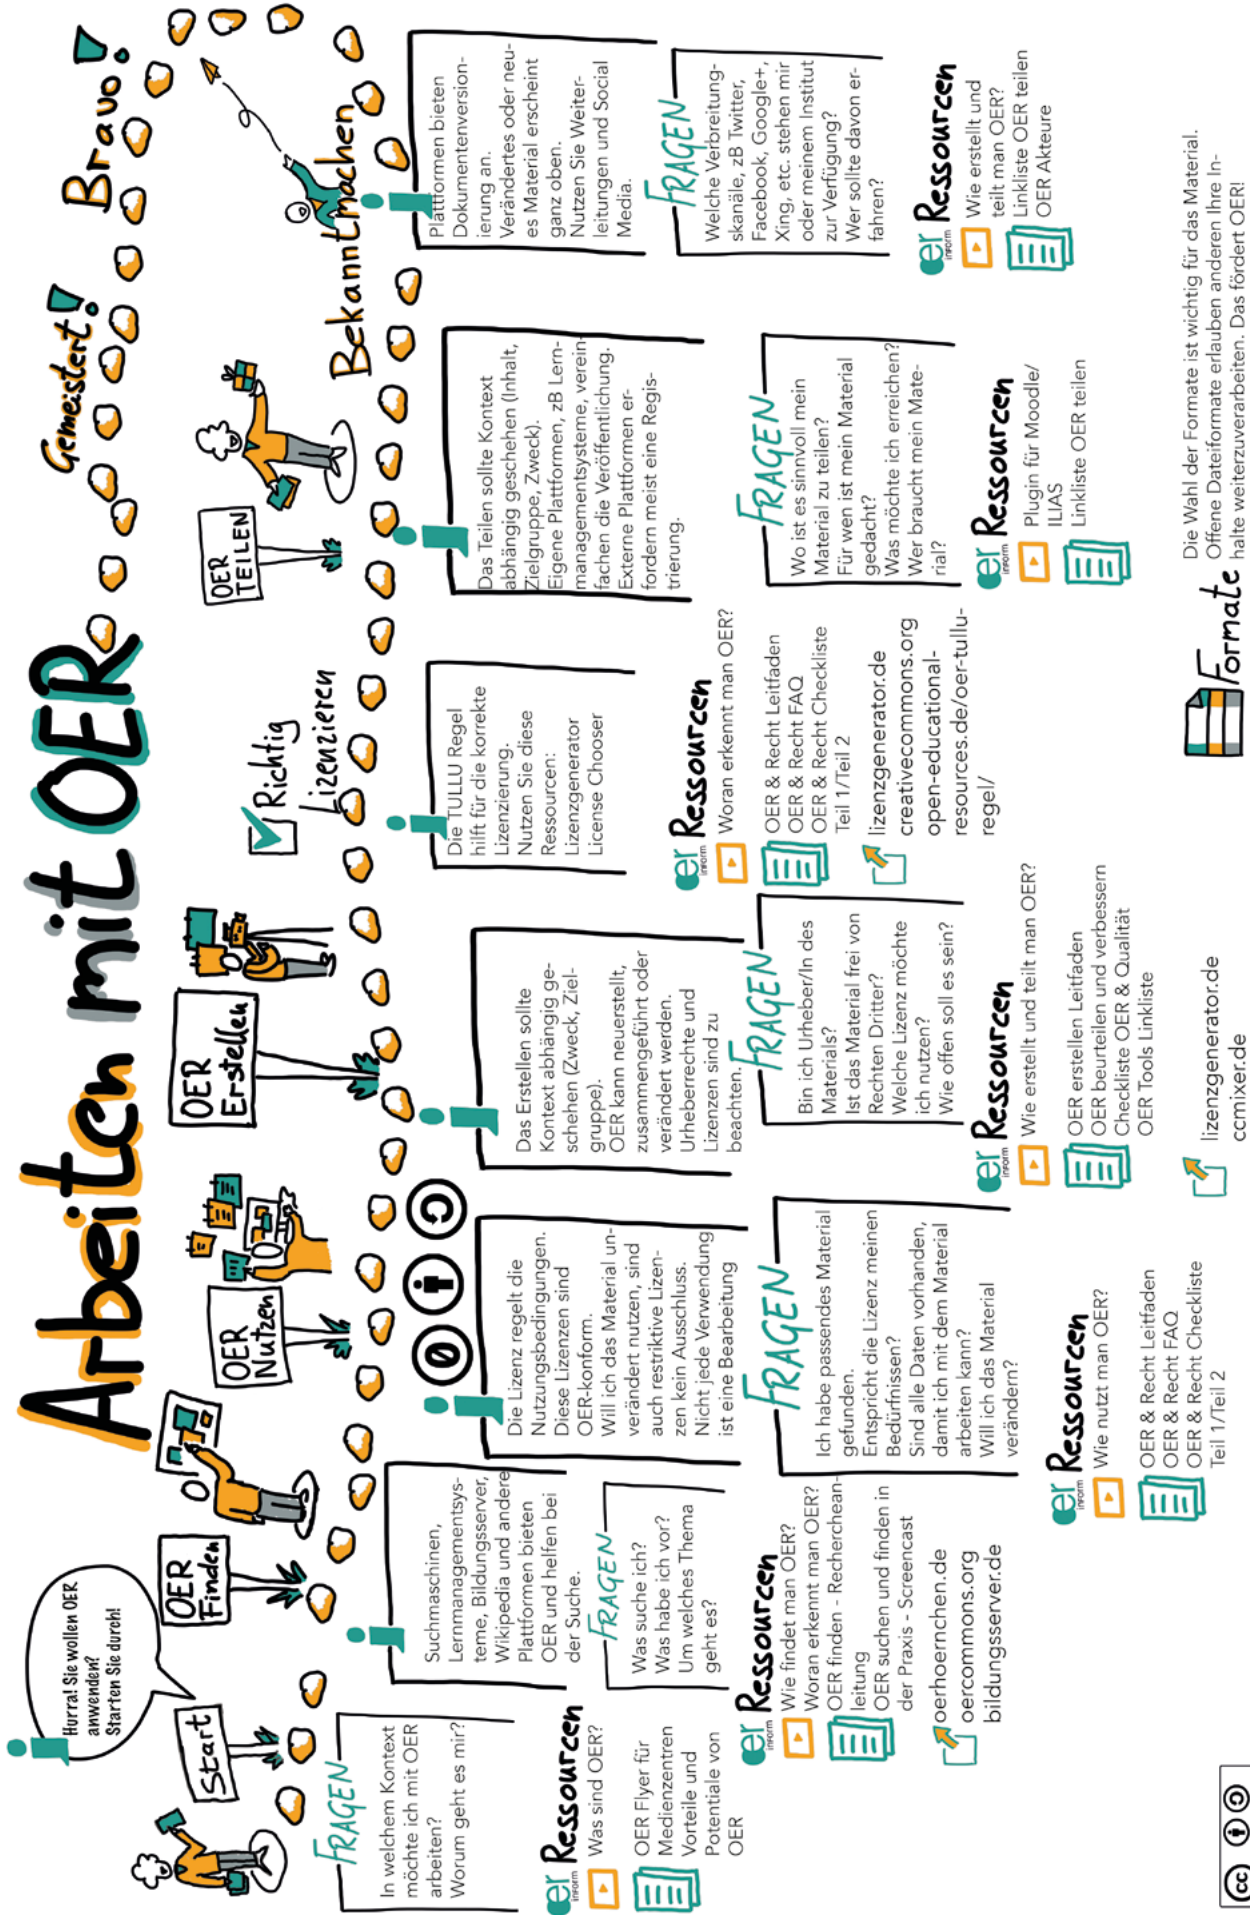 Arbeiten mit OER
Hurra! Sie wollen OER
anwenden?
Starten Sie durch!
Start
FRAGEN
In welchem Kontext
möchte ich mit OER
arbeiten?
Worum geht es mir?
oer inform Ressourcen
Was sind OER?
OER Flyer für
Medienzentren
Vorteile und
Potentiale von
OER
OER
Finden
Suchmaschinen,
Lernmanagementsys-
teme, Bildungsserver,
Wikipedia und andere
Plattformen bieten
OER und helfen bei
der Suche.
FRAGEN
Was suche ich?
Was habe ich vor?
Um welches Thema
geht es?
oer inform Ressourcen
Wie findet man OER?
Woran erkennt man OER?
OER finden - Recherchean-
leitung
OER suchen und finden in
der Praxis - Screencast
oerhoernchen.de
oercommons.org
bildungsserver.de
OER
Nutzen
0
Die Lizenz regelt die
Nutzungsbedingungen.
Diese Lizenzen sind
OER-konform.
Will ich das Material un-
verändert nutzen, sind
auch restriktive Lizen-
zen kein Ausschluss.
Nicht jede Verwendung
ist eine Bearbeitung
FRAGEN
Ich habe passendes Material
gefunden.
Entspricht die Lizenz meinen
Bedürfnissen?
Sind alle Daten vorhanden,
damit ich mit dem Material
arbeiten kann?
Will ich das Material
verändern?
oer inform Ressourcen
Wie nutzt man OER?
OER & Recht Leitfaden
OER & Recht FAQ
OER & Recht Checkliste
Teil 1/Teil 2
OER
Erstellen
Das Erstellen sollte
Kontext abhängig ge-
schehen (Zweck, Ziel-
gruppe).
OER kann neuerstellt,
zusammengeführt oder
verändert werden.
Urheberrechte und
Lizenzen sind zu
beachten.
FRAGEN
Bin ich Urheber/In des
Materials?
Ist das Material frei von
Rechten Dritter?
Welche Lizenz möchte
ich nutzen?
Wie offen soll es sein?
oer inform Ressourcen
Wie erstellt und teilt man OER?
OER erstellen Leitfaden
OER beurteilen und verbessern
Checkliste OER & Qualität
OER Tools Linkliste
lizenzgenerator.de
ccmixer.de
Richtig
Lizenzieren
Die TULLU Regel
hilft für die korrekte
Lizenzierung.
Nutzen Sie diese
Ressourcen:
Lizenzgenerator
License Chooser
oer inform Ressourcen
Woran erkennt man OER?
OER & Recht Leitfaden
OER & Recht FAQ
OER & Recht Checkliste
Teil 1/Teil 2
lizenzgenerator.de
creativecommons.org
open-educational-
resources.de/oer-tullu-
regel/
OER
TEILEN
Das Teilen sollte Kontext
abhängig geschehen (Inhalt,
Zielgruppe, Zweck).
Eigene Plattformen, zB Lern-
managementsysteme, verein-
fachen die Veröffentlichung.
Externe Plattformen er-
fordern meist eine Regis-
trierung.
FRAGEN
Wo ist es sinnvoll mein
Material zu teilen?
Für wen ist mein Material
gedacht?
Was möchte ich erreichen?
Wer braucht mein Mate-
rial?
oer inform Ressourcen
Plugin für Moodle/
ILIAS
Linkliste OER teilen
Bekanntmachen
Plattformen bieten
Dokumentenversion-
ierung an.
Verändertes oder neu-
es Material erscheint
ganz oben.
Nutzen Sie Weiter-
leitungen und Social
Media.
FRAGEN
Welche Verbreitung-
skanäle, zB Twitter,
Facebook, Google+,
Xing, etc. stehen mir
oder meinem Institut
zur Verfügung?
Wer sollte davon er-
fahren?
oer inform Ressourcen
Wie erstellt und
teilt man OER?
Linkliste OER teilen
OER Akteure
Gemeistert!
Bravo!
Formate
Die Wahl der Formate ist wichtig für das Material.
Offene Dateiformate erlauben anderen Ihre In-
halte weiterzuverarbeiten. Das fördert OER!
cc